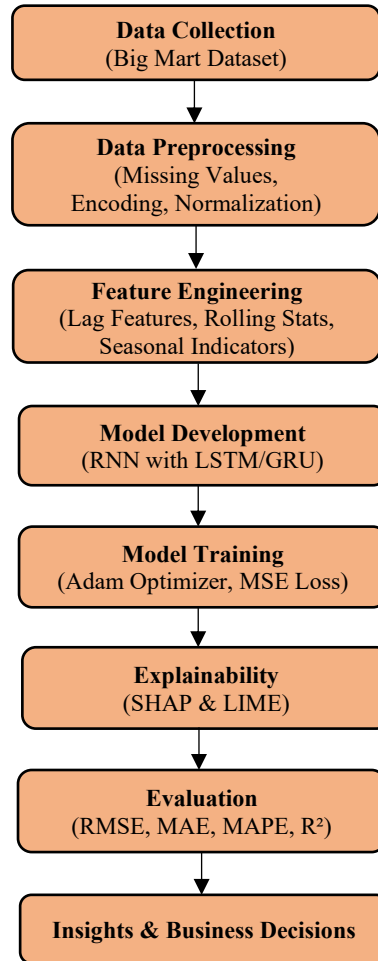 Data Collection
(Big Mart Dataset)
Data Preprocessing
(Missing Values,
Encoding, Normalization)
Feature Engineering
(Lag Features, Rolling Stats,
Seasonal Indicators)
Model Development
(RNN with LSTM/GRU)
Model Training
(Adam Optimizer, MSE Loss)
Explainability
(SHAP & LIME)
Evaluation
(RMSE, MAE, MAPE, R²)
Insights & Business Decisions